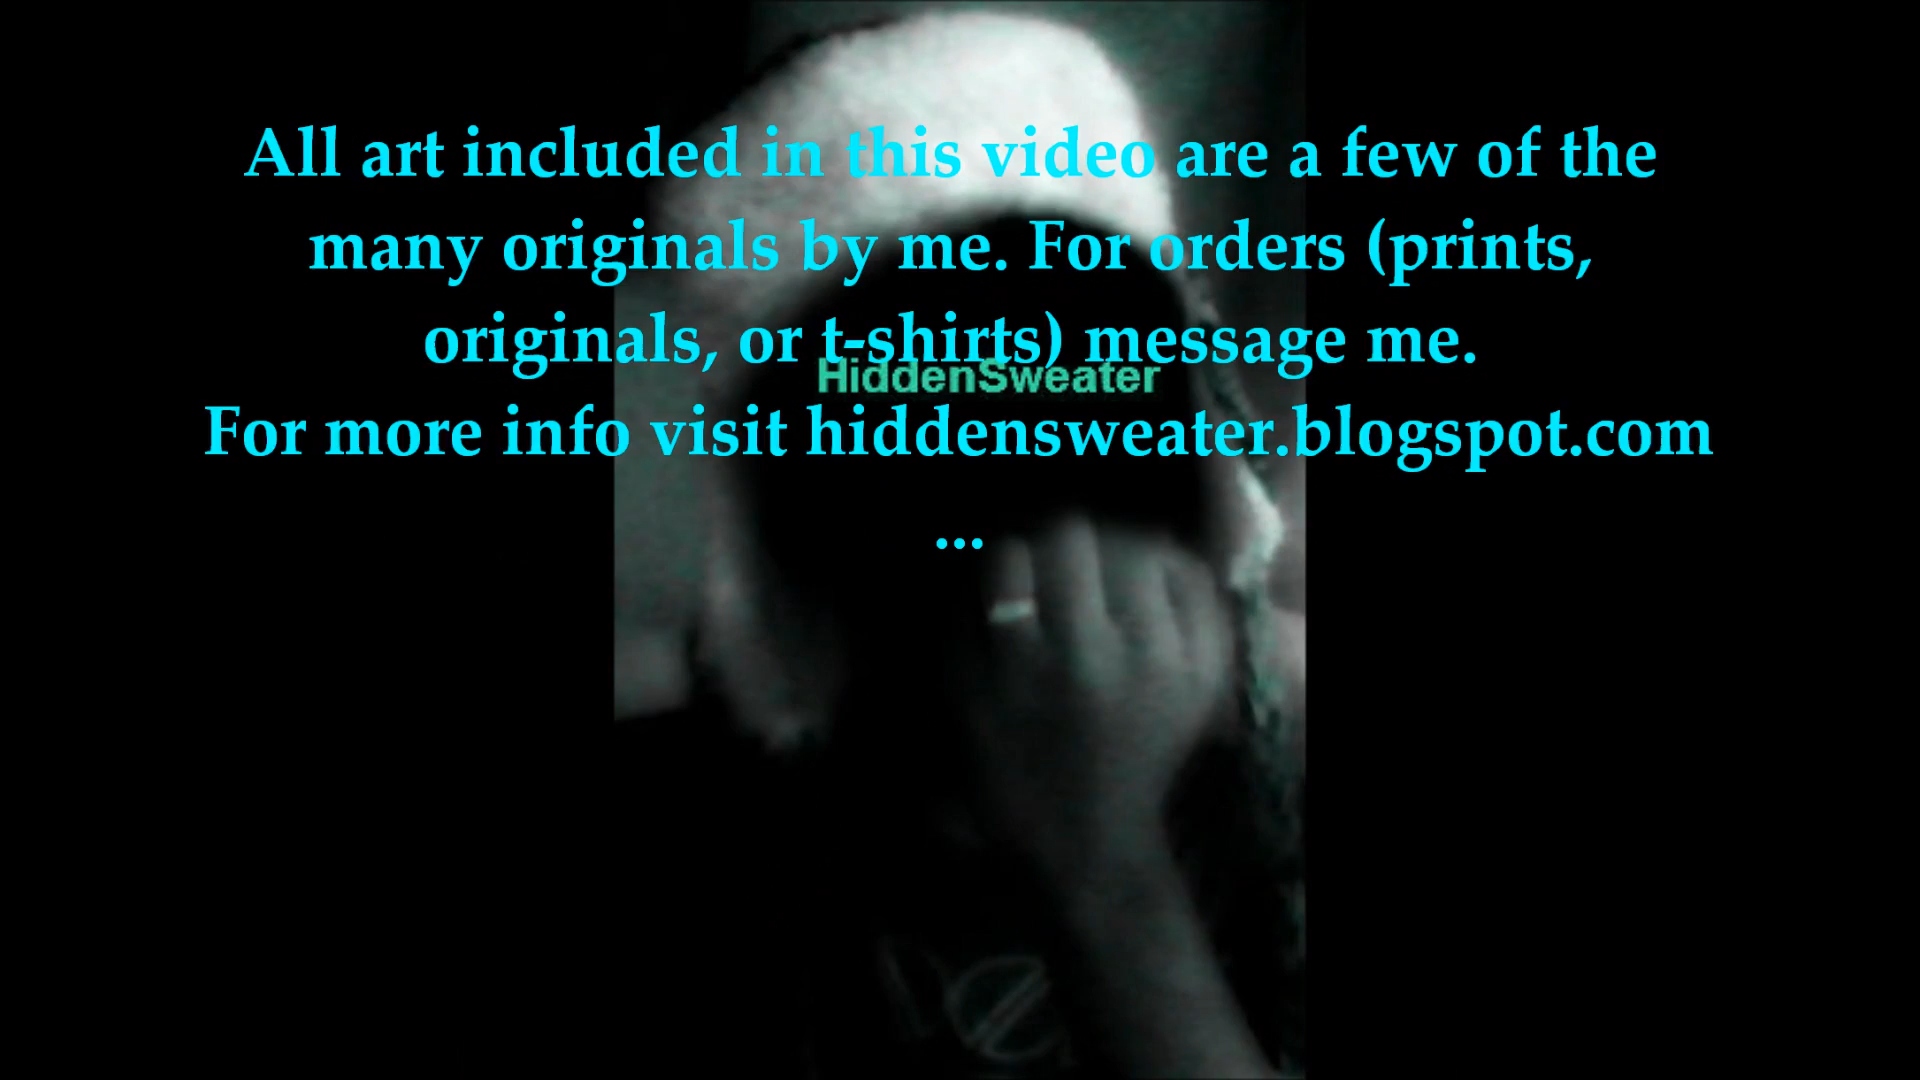 All art included in this video are a few of the
many originals by me. For orders (prints,
originals, or t-shirts) message me.
HiddenSweater
For more info visit hiddensweater.blogspot.com
...